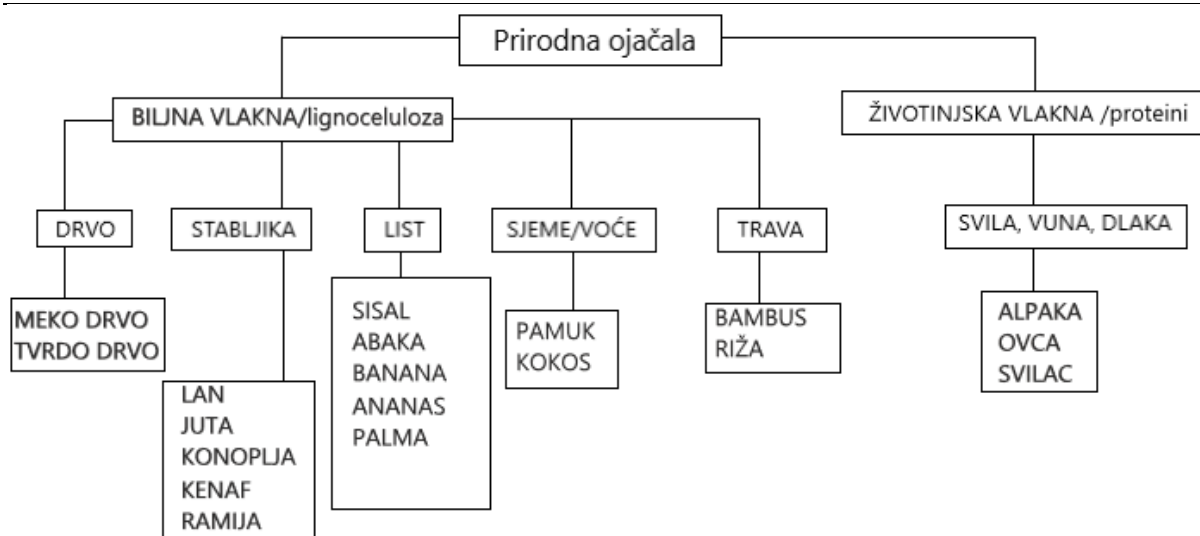 Prirodna ojačala
BILJNA VLAKNA/lignoceluloza
ŽIVOTINJSKA VLAKNA /proteini
DRVO
STABLJIKA
LIST
SJEME/VOĆE
TRAVA
SVILA, VUNA, DLAKA
MEKO DRVO
TVRDO DRVO
LAN
JUTA
KONOPLJA
KENAF
RAMIJA
SISAL
ABAKA
BANANA
ANANAS
PALMA
PAMUK
KOKOS
BAMBUS
RIŽA
ALPAKA
OVCA
SVILAC